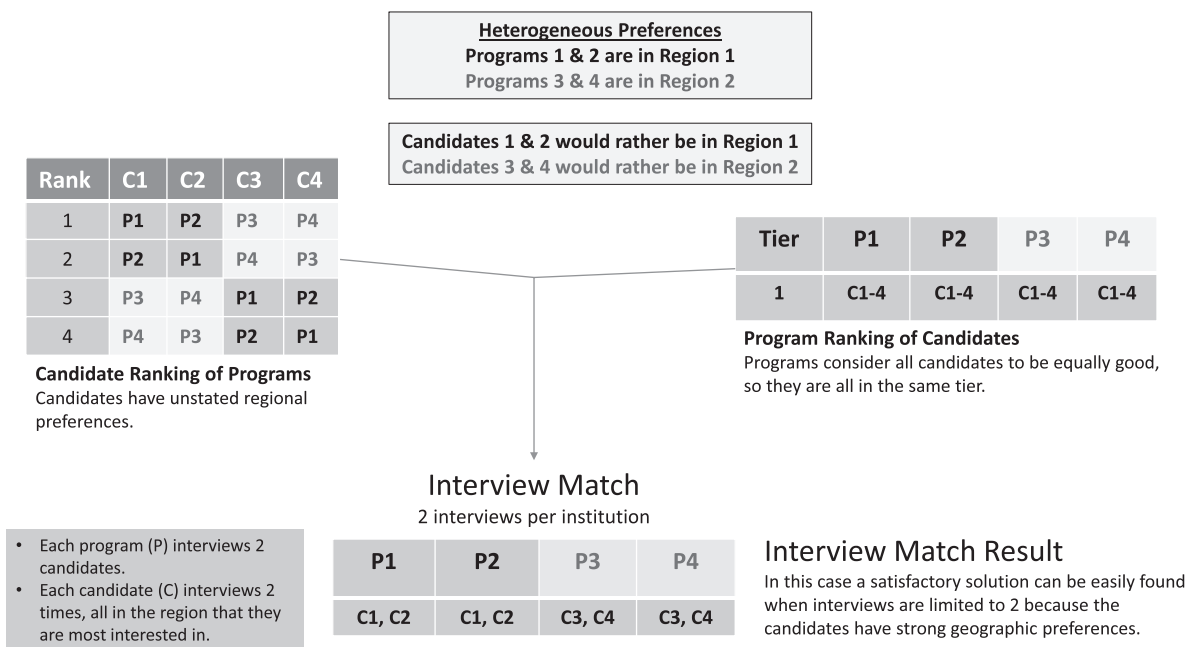 Heterogeneous Preferences
Programs 1 & 2 are in Region 1
Programs 3 & 4 are in Region 2
Candidates 1 & 2 would rather be in Region 1
Candidates 3 & 4 would rather be in Region 2
Rank C1 C2 C3 C4
1 P1 P2 P3 P4
2 P2 P1 P4 P3
3 P3 P4 P1 P2
4 P4 P3 P2 P1
Candidate Ranking of Programs
Candidates have unstated regional
preferences.
Tier P1 P2 P3 P4
1 C1-4 C1-4 C1-4 C1-4
Program Ranking of Candidates
Programs consider all candidates to be equally good,
so they are all in the same tier.
Interview Match
2 interviews per institution
• Each program (P) interviews 2
candidates.
• Each candidate (C) interviews 2
times, all in the region that they
are most interested in.
P1 P2 P3 P4
C1, C2 C1, C2 C3, C4 C3, C4
Interview Match Result
In this case a satisfactory solution can be easily found
when interviews are limited to 2 because the
candidates have strong geographic preferences.